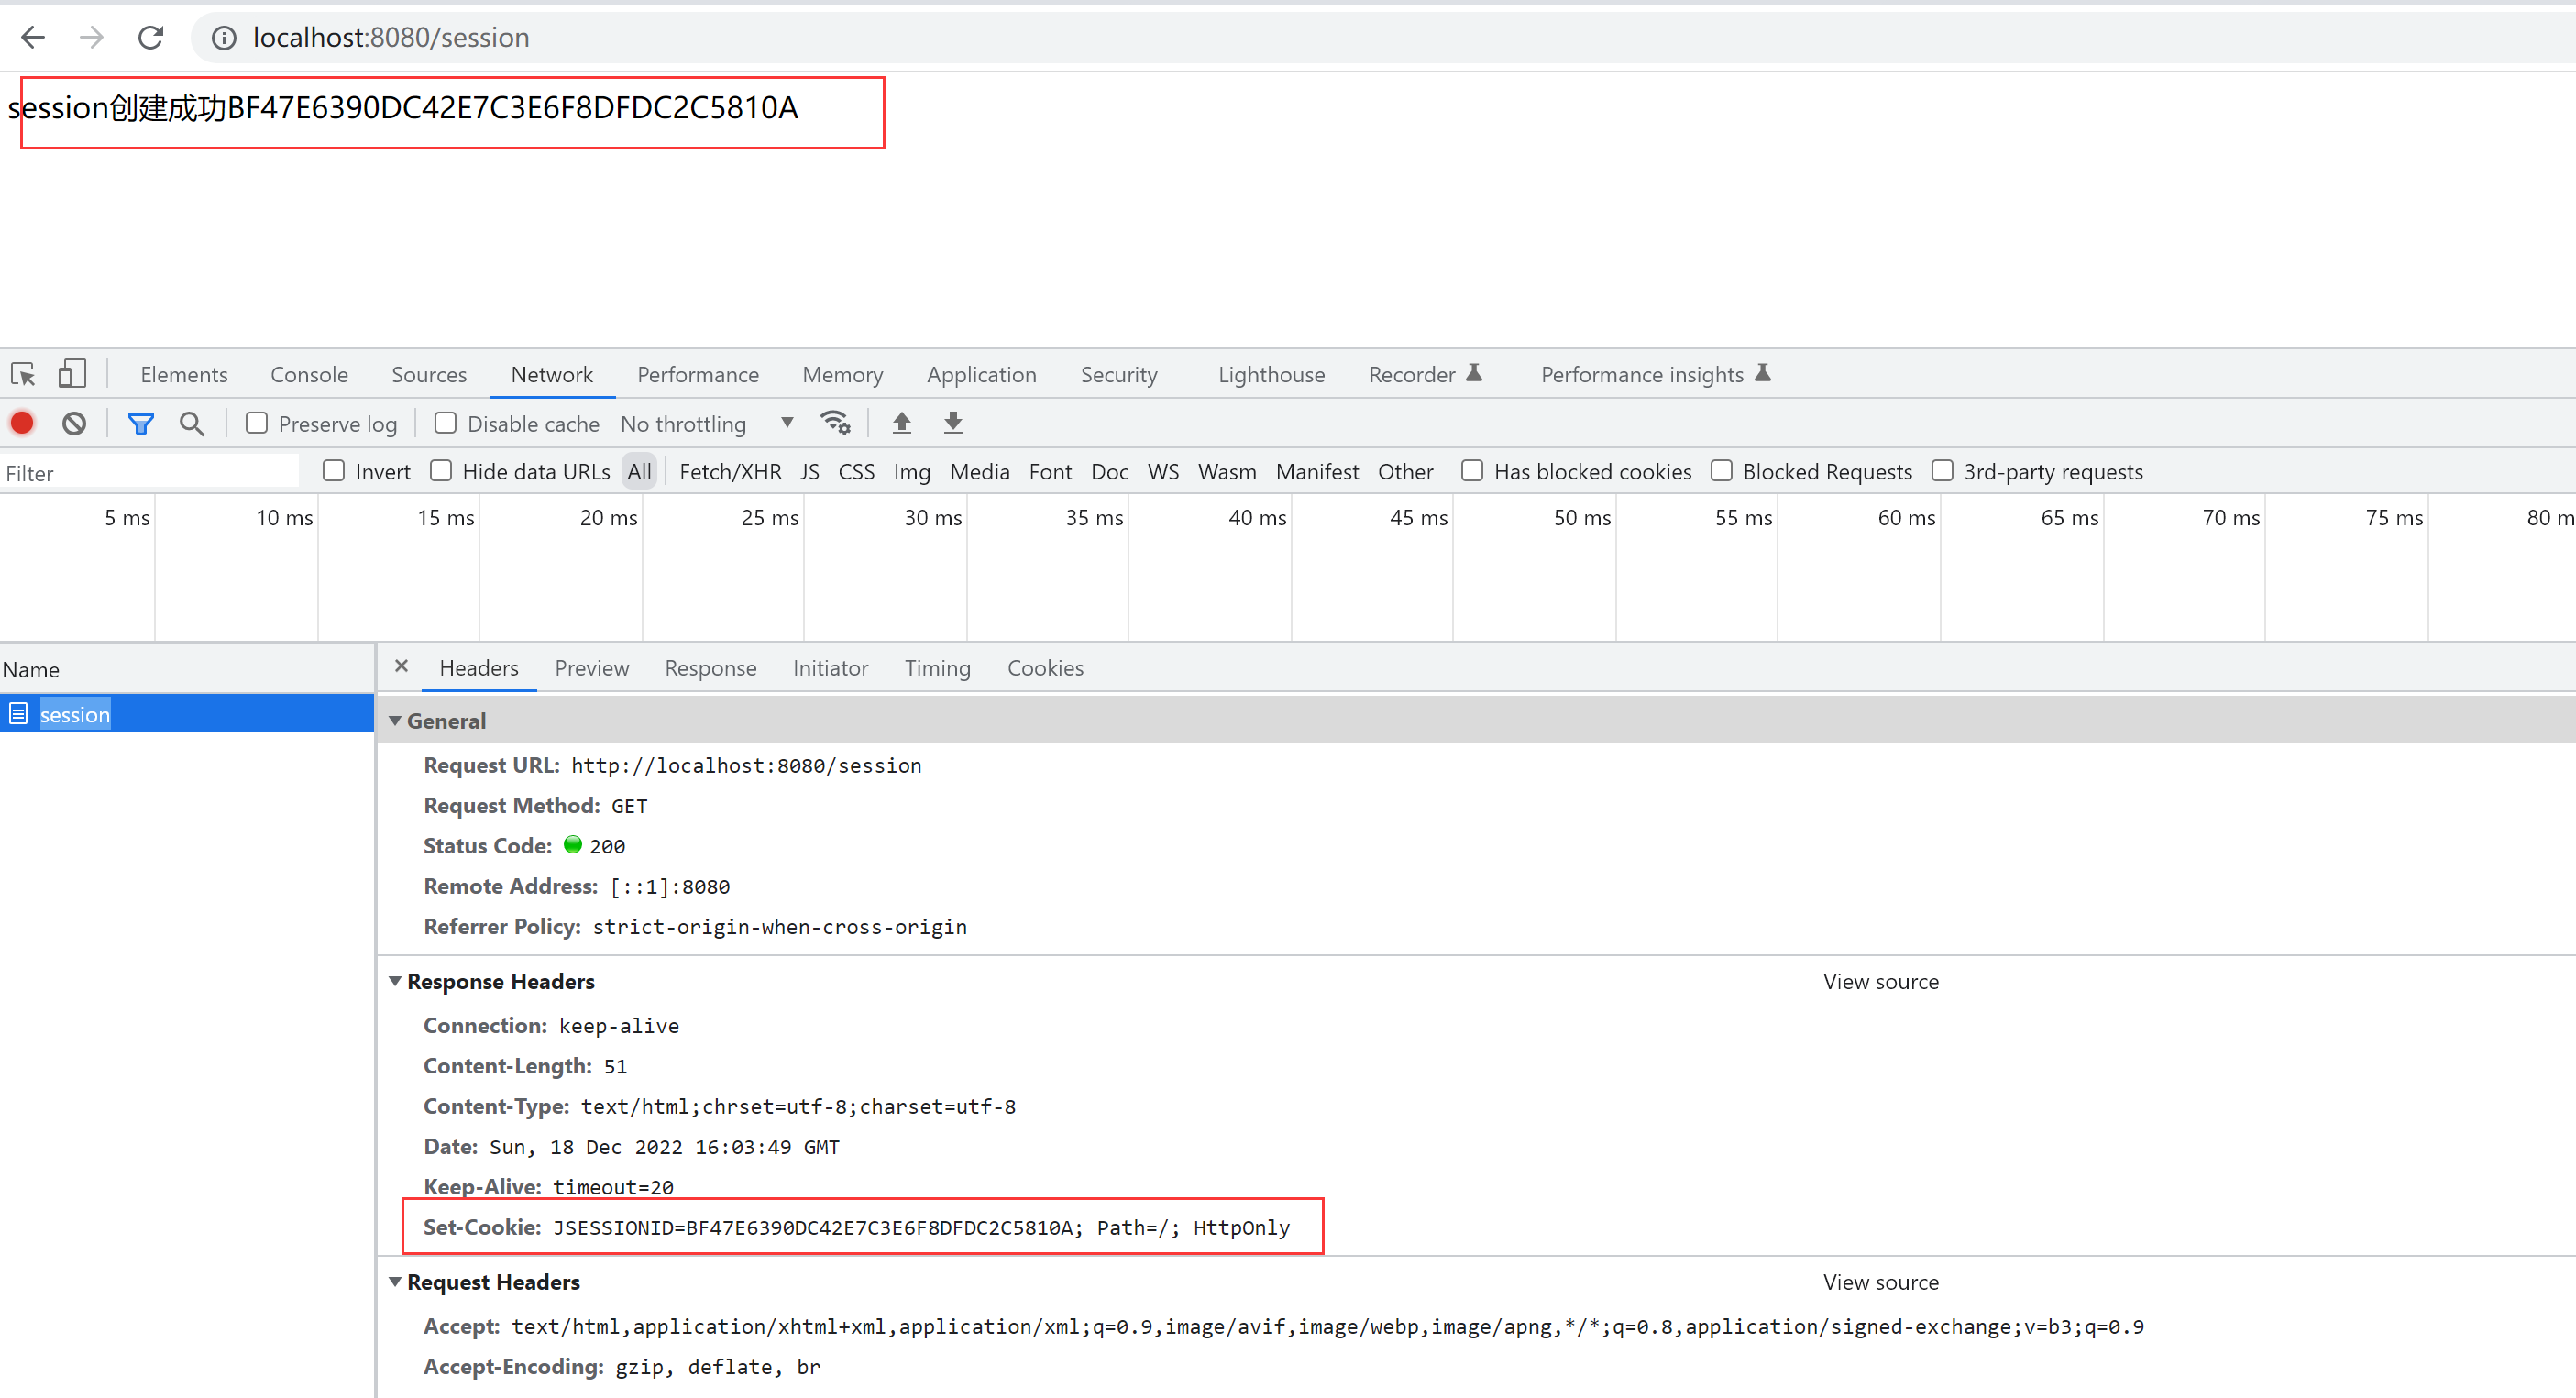 localhost:8080/session
session创建成功BF47E6390DC42E7C3E6F8DFDC2C5810A
Elements Console Sources Network Performance Memory Application Security Lighthouse Recorder Performance insights
Preserve log Disable cache No throttling
Filter Invert Hide data URLs All Fetch/XHR JS CSS Img Media Font Doc WS Wasm Manifest Other Has blocked cookies Blocked Requests 3rd-party requests
5 ms 10 ms 15 ms 20 ms 25 ms 30 ms 35 ms 40 ms 45 ms 50 ms 55 ms 60 ms 65 ms 70 ms 75 ms 80 m
Name × Headers Preview Response Initiator Timing Cookies
session
General
Request URL: http://localhost:8080/session
Request Method: GET
Status Code: 200
Remote Address: [::1]:8080
Referrer Policy: strict-origin-when-cross-origin
Response Headers View source
Connection: keep-alive
Content-Length: 51
Content-Type: text/html;chrset=utf-8;charset=utf-8
Date: Sun, 18 Dec 2022 16:03:49 GMT
Keep-Alive: timeout=20
Set-Cookie: JSESSIONID=BF47E6390DC42E7C3E6F8DFDC2C5810A; Path=/; HttpOnly
Request Headers View source
Accept: text/html,application/xhtml+xml,application/xml;q=0.9,image/avif,image/webp,image/apng,*/*;q=0.8,application/signed-exchange;v=b3;q=0.9
Accept-Encoding: gzip, deflate, br